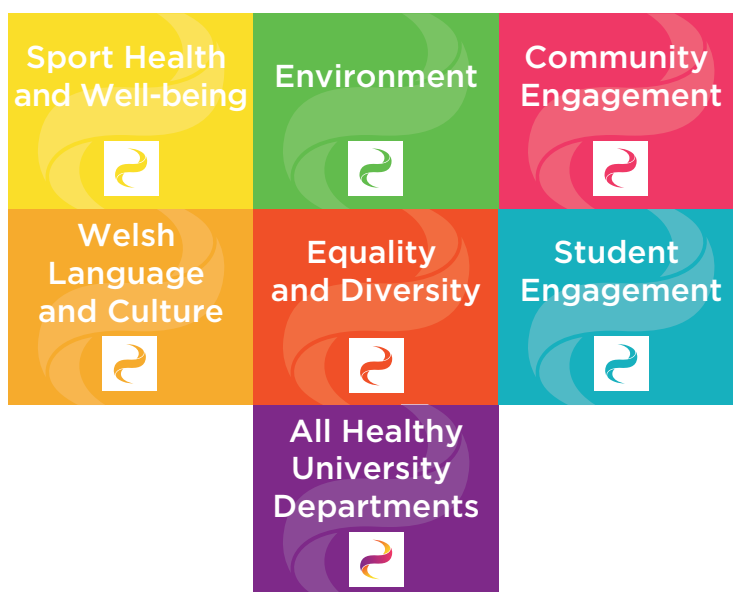 Sport Health
and Well-being
Environment
Community
Engagement
Welsh
Language
and Culture
Equality
and Diversity
Student
Engagement
All Healthy
University
Departments